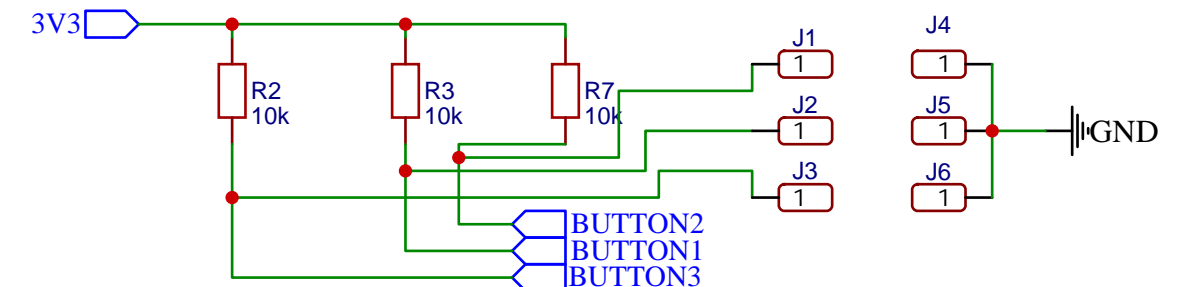 3V3
R2
10k
R3
10k
R7
10k
J1
1
J2
1
J3
1
J4
1
J5
1
J6
1
GND
BUTTON2
BUTTON1
BUTTON3